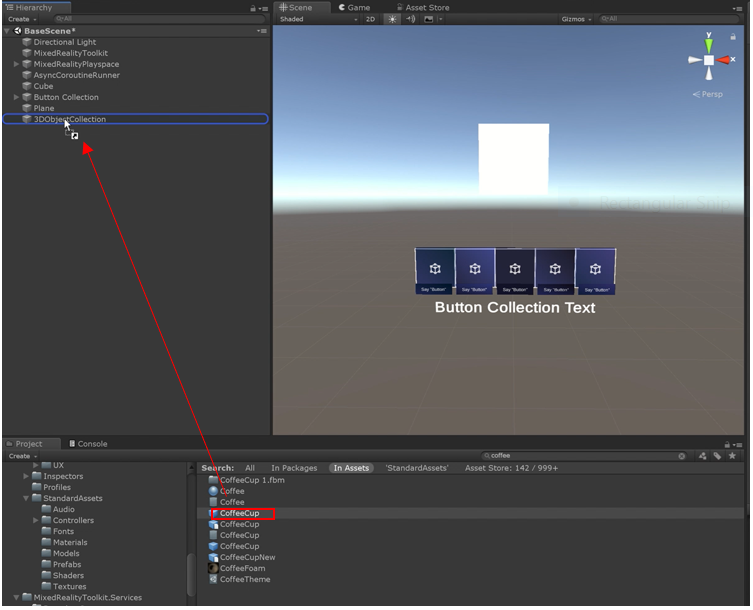 Hierarchy
Create
All
BaseScene*
Directional Light
MixedRealityToolkit
MixedRealityPlayspace
AsyncCoroutineRunner
Cube
Button Collection
Plane
3DObjectCollection
Scene
Game
Asset Store
Shaded
2D
Gizmos
All
y
x
Persp
Rectangular Snip
Say "Button"
Say "Button"
Say "Button"
Say "Button"
Say "Button"
Button Collection Text
Project
Console
Create
coffee
UX
Inspectors
Profiles
StandardAssets
Audio
Controllers
Fonts
Materials
Models
Prefabs
Shaders
Textures
MixedRealityToolkit.Services
Search: All In Packages In Assets 'StandardAssets' Asset Store: 142 / 999+
CoffeeCup 1.fbm
Coffee
Coffee
CoffeeCup
CoffeeCup
CoffeeCup
CoffeeCup
CoffeeCupNew
CoffeeFoam
CoffeeTheme